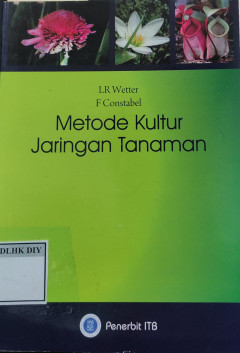 LR Wetter
F Constabel
Metode Kultur
Jaringan Tanaman
DLHK DIY
Penerbit ITB